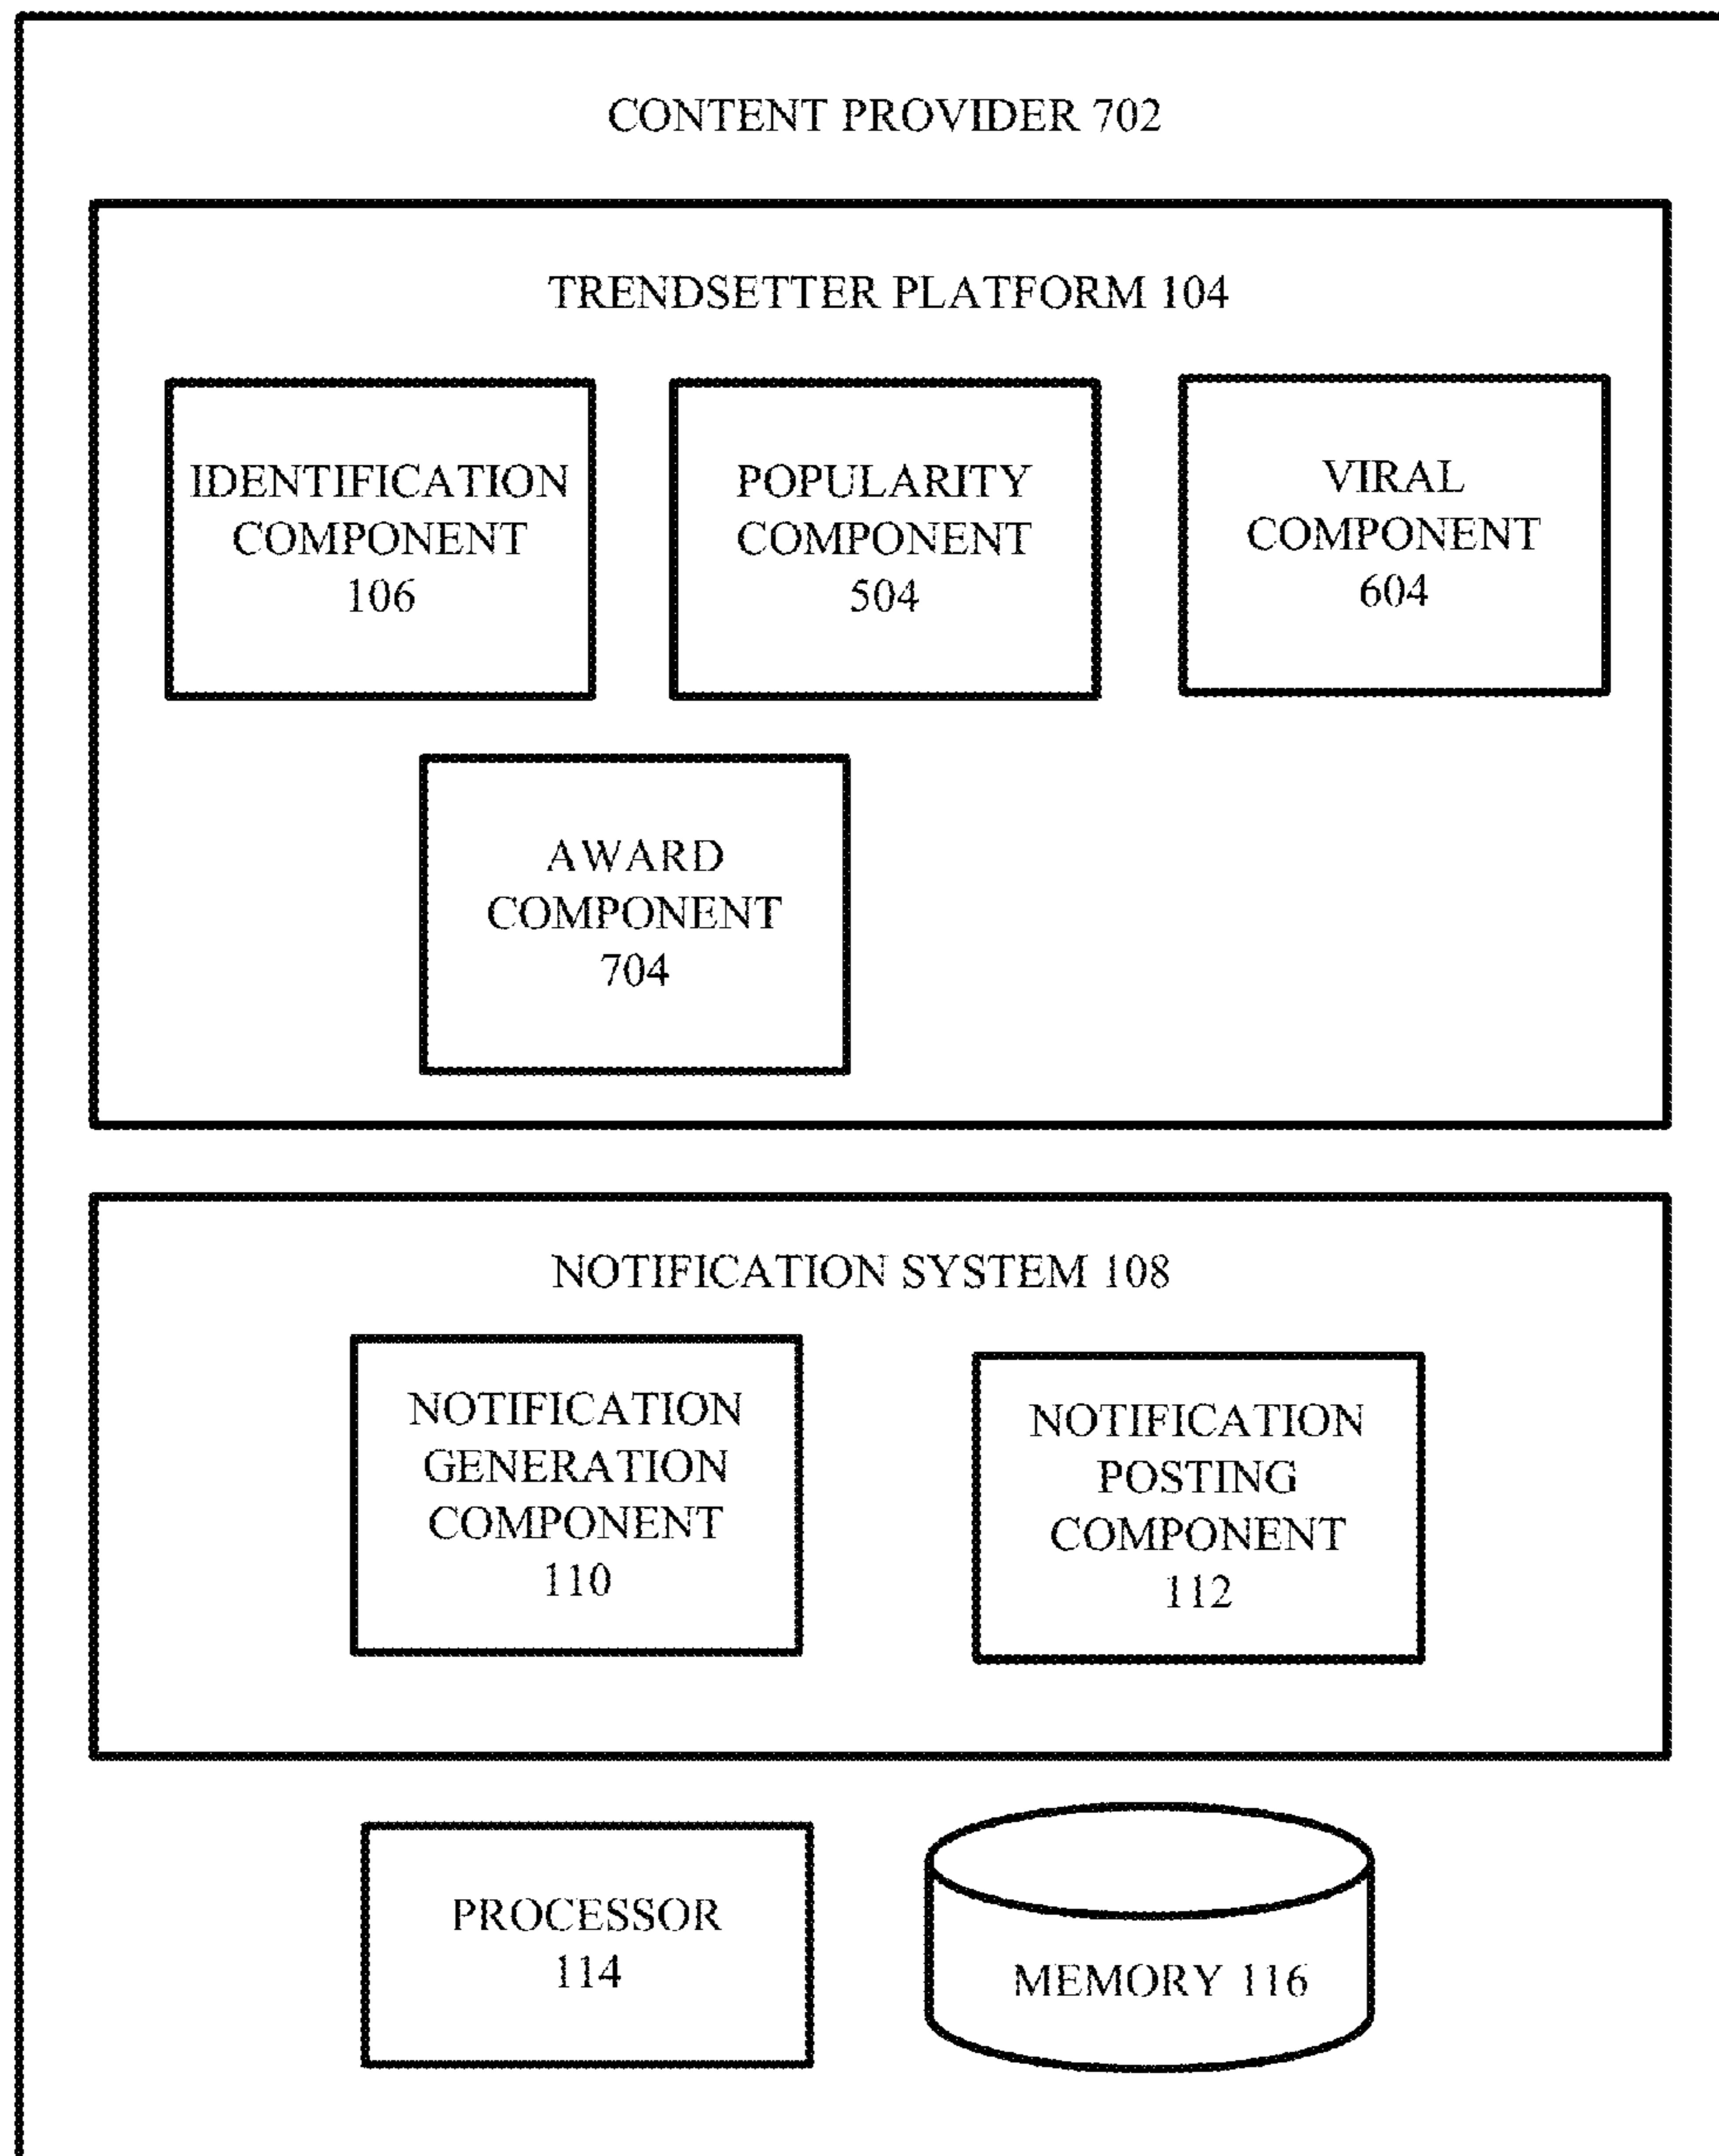 CONTENT PROVIDER 702
TRENDSETTER PLATFORM 104
IDENTIFICATION
COMPONENT
106
POPULARITY
COMPONENT
504
VIRAL
COMPONENT
604
AWARD
COMPONENT
704
NOTIFICATION SYSTEM 108
NOTIFICATION
GENERATION
COMPONENT
110
NOTIFICATION
POSTING
COMPONENT
112
PROCESSOR
114
MEMORY 116